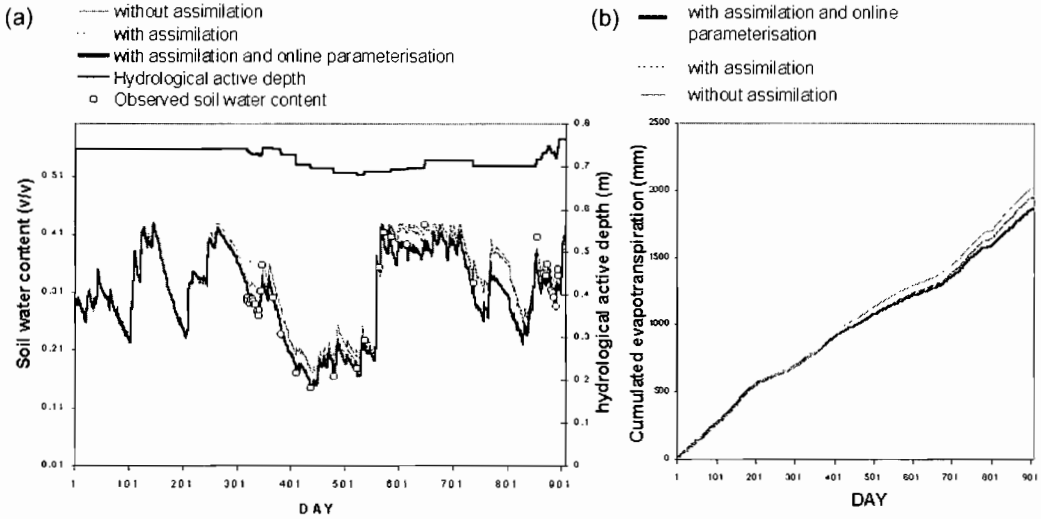 (a)
without assimilation
with assimilation
with assimilation and online parameterisation
Hydrological active depth
Observed soil water content
Soil water content (v/v)
0.51
0.41
0.31
0.21
0.11
0.01
1 101 201 301 401 501 601 701 801 901
DAY
0.8
0.7
0.6
0.5
0.4
0.3
0.2
0.1
0
hydrological active depth (m)
(b)
with assimilation and online
parameterisation
with assimilation
without assimilation
Cumulated evapotranspiration (mm)
2500
2000
1500
1000
500
0
1 101 201 301 401 501 601 701 801 901
DAY